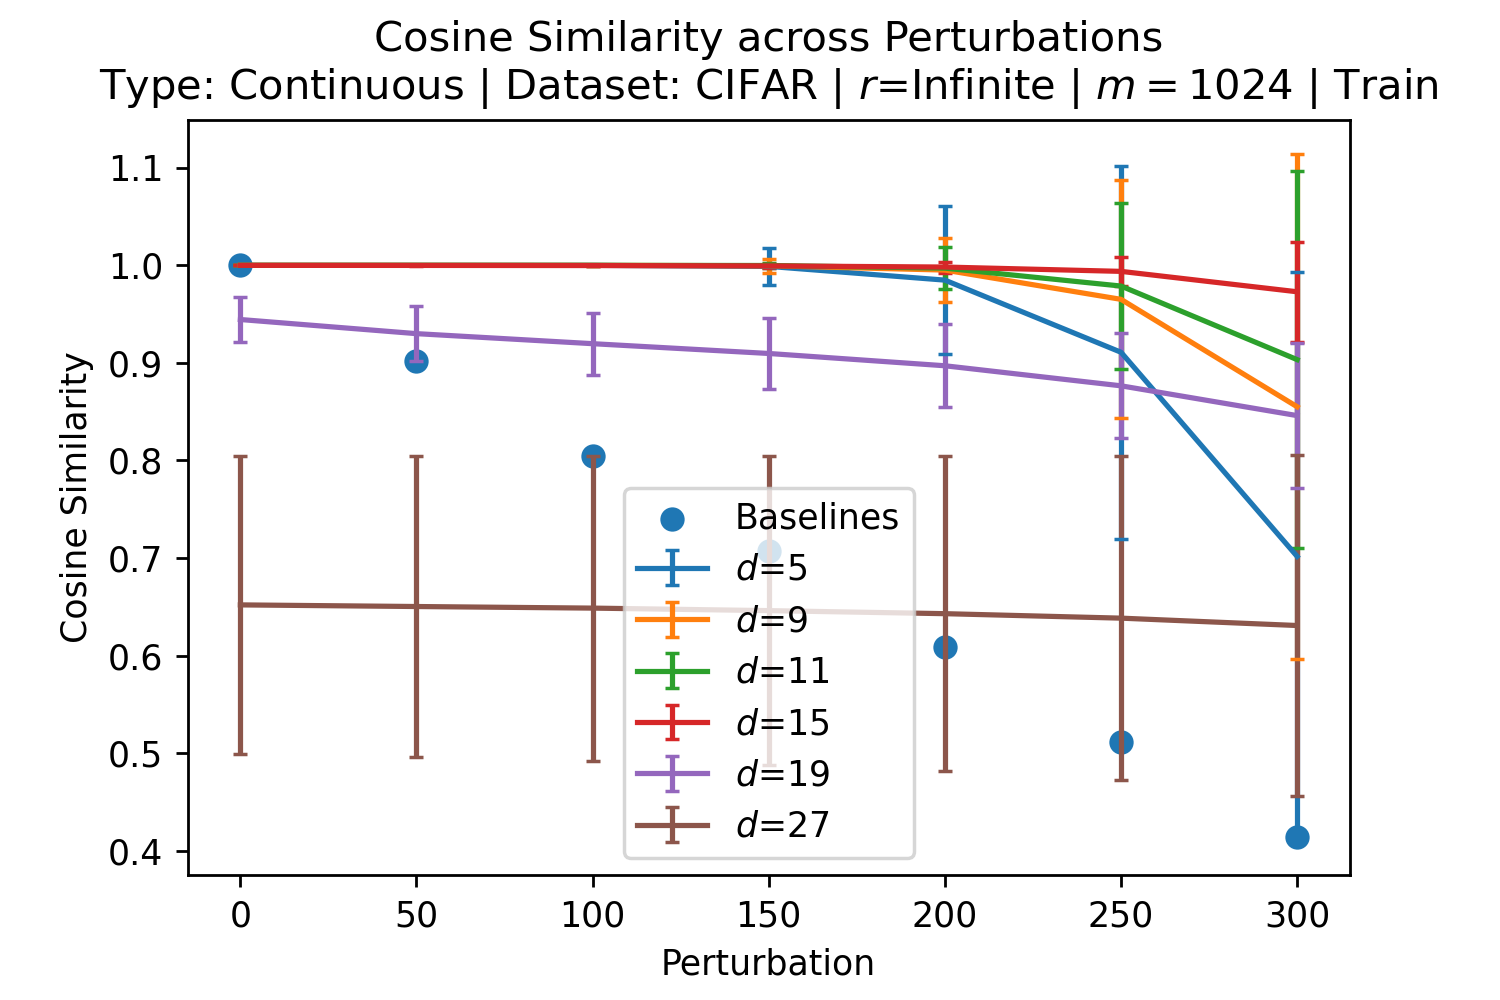 Cosine Similarity across Perturbations
Type: Continuous | Dataset: CIFAR | r=Infinite | m = 1024 | Train
Cosine Similarity
1.1
1.0
0.9
0.8
0.7
0.6
0.5
0.4
Baselines
d=5
d=9
d=11
d=15
d=19
d=27
0 50 100 150 200 250 300
Perturbation